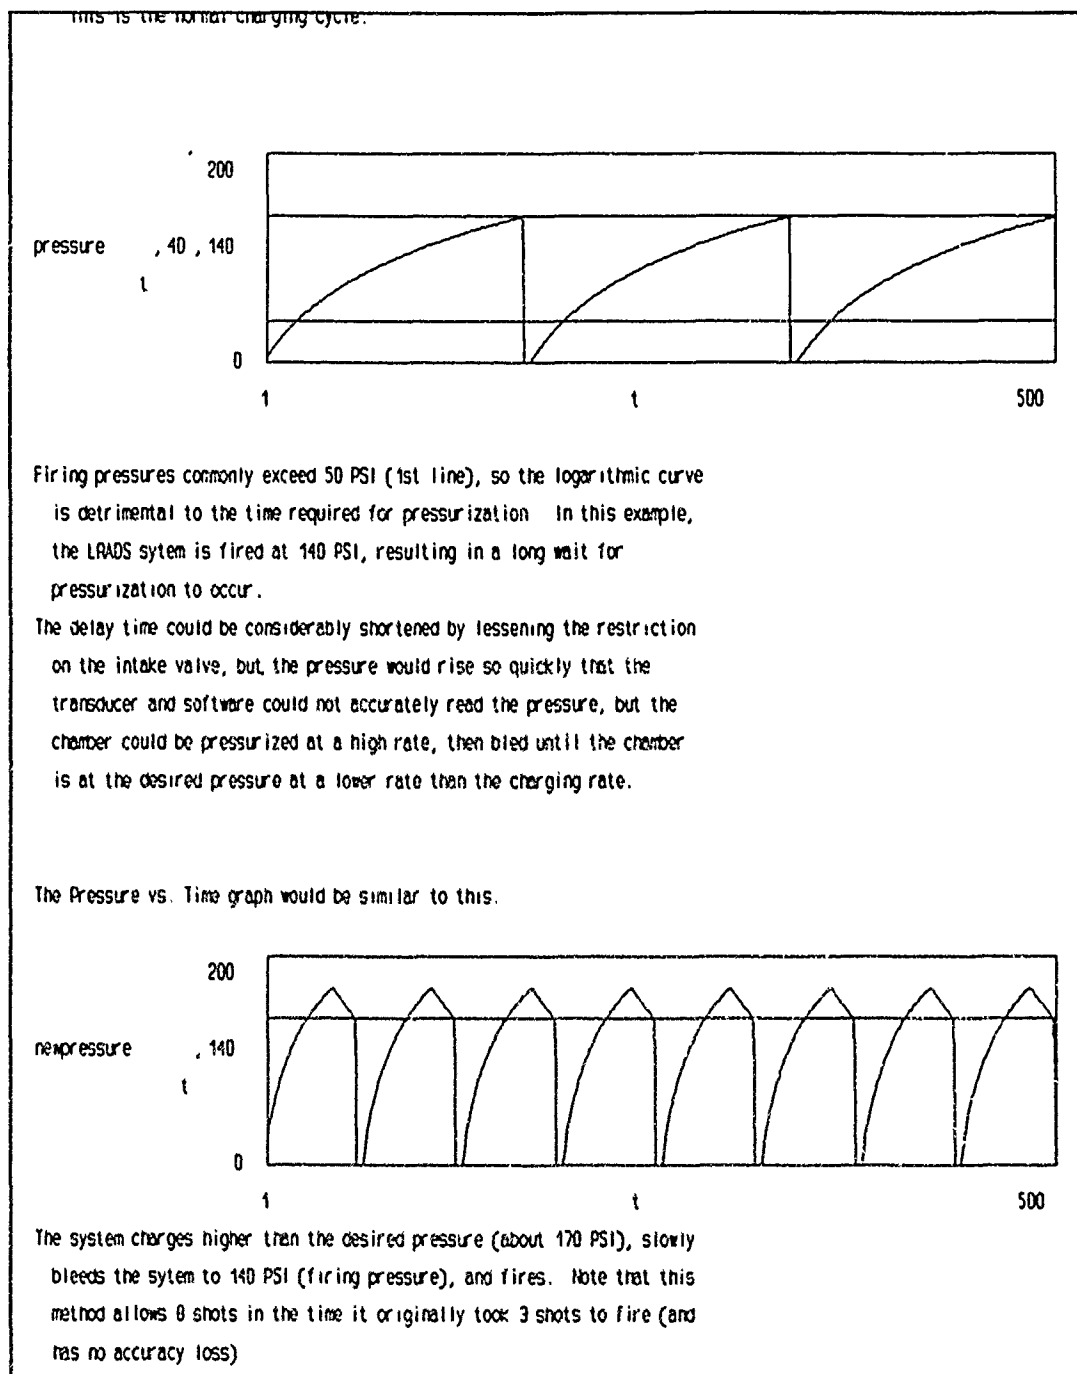 This is the normal charging cycle.
200
pressure , 40 , 140
t
0
1 t 500
Firing pressures commonly exceed 50 PSI (1st line), so the logarithmic curve
is detrimental to the time required for pressurization In this example,
the LRADS sytem is fired at 140 PSI, resulting in a long wait for
pressurization to occur.
The delay time could be considerably shortened by lessening the restriction
on the intake valve, but, the pressure would rise so quickly that the
transducer and software could not accurately read the pressure, but the
chamber could be pressurized at a high rate, then bled until the chamber
is at the desired pressure at a lower rate than the charging rate.
The Pressure vs. Time graph would be similar to this.
200
newpressure , 140
t
0
1 t 500
The system charges higher than the desired pressure (about 170 PSI), slowly
bleeds the sytem to 140 PSI (firing pressure), and fires. Note that this
method allows 8 shots in the time it originally took 3 shots to fire (and
has no accuracy loss)